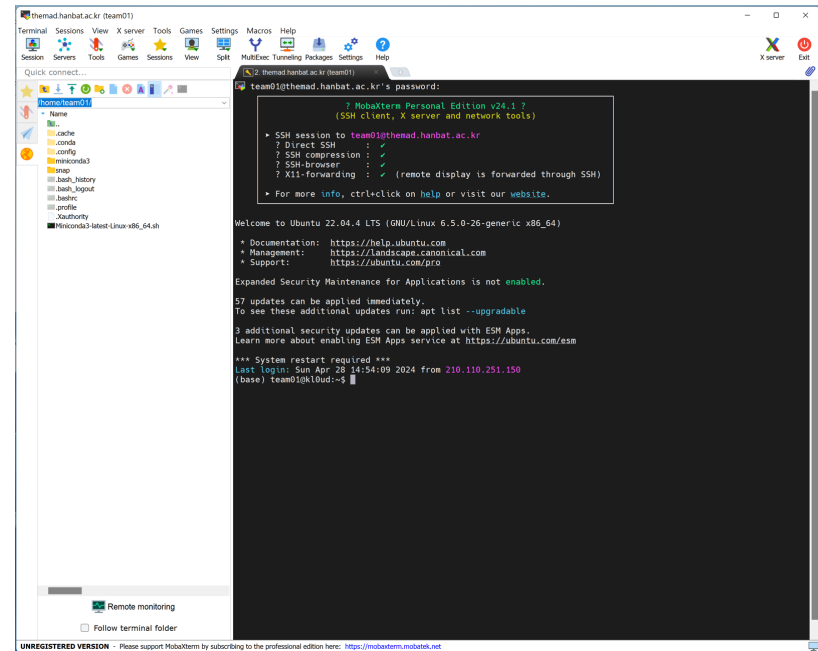 themad.hanbat.ac.kr (team01)
Terminal Sessions View X server Tools Games Settings Macros Help
Session Servers Tools Games Sessions View Split MultiExec Tunneling Packages Settings Help X server Exit
Quick connect...
2. themad.hanbat.ac.kr (team01)
/home/team01/
Name
..
.cache
.conda
.config
miniconda3
snap
.bash_history
.bash_logout
.bashrc
.profile
.Xauthority
Miniconda3-latest-Linux-x86_64.sh
Remote monitoring
Follow terminal folder
team01@themad.hanbat.ac.kr's password:
? MobaXterm Personal Edition v24.1 ?
(SSH client, X server and network tools)
➤ SSH session to team01@themad.hanbat.ac.kr
? Direct SSH : ✔
? SSH compression : ✔
? SSH-browser : ✔
? X11-forwarding : ✔ (remote display is forwarded through SSH)
➤ For more info, ctrl+click on help or visit our website.
Welcome to Ubuntu 22.04.4 LTS (GNU/Linux 6.5.0-26-generic x86_64)
* Documentation: https://help.ubuntu.com
* Management: https://landscape.canonical.com
* Support: https://ubuntu.com/pro
Expanded Security Maintenance for Applications is not enabled.
57 updates can be applied immediately.
To see these additional updates run: apt list --upgradable
3 additional security updates can be applied with ESM Apps.
Learn more about enabling ESM Apps service at https://ubuntu.com/esm
*** System restart required ***
Last login: Sun Apr 28 14:54:09 2024 from 210.110.251.150
(base) team01@kl0ud:~$
UNREGISTERED VERSION - Please support MobaXterm by subscribing to the professional edition here: https://mobaxterm.mobatek.net